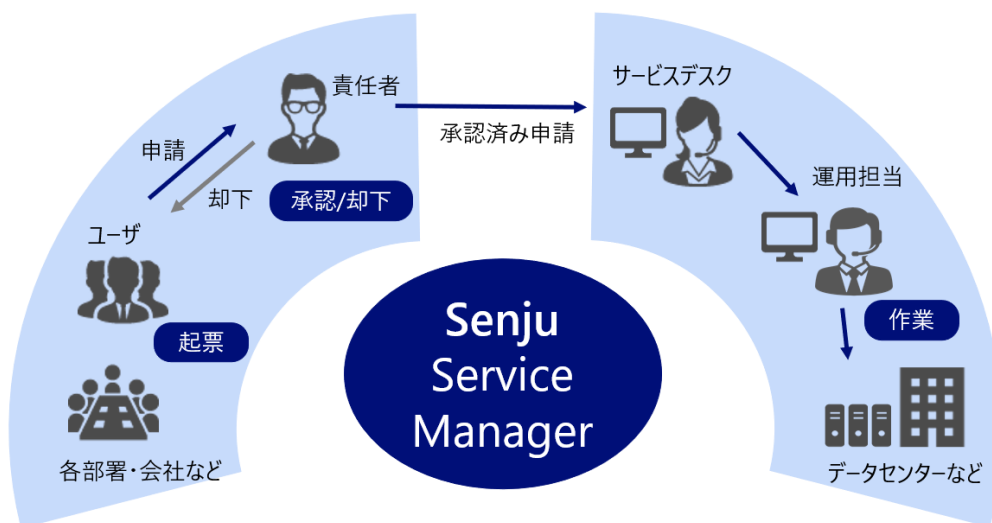 責任者
申請
却下
承認/却下
ユーザ
起票
各部署・会社など
承認済み申請
サービスデスク
運用担当
作業
データセンターなど
Senju
Service
Manager